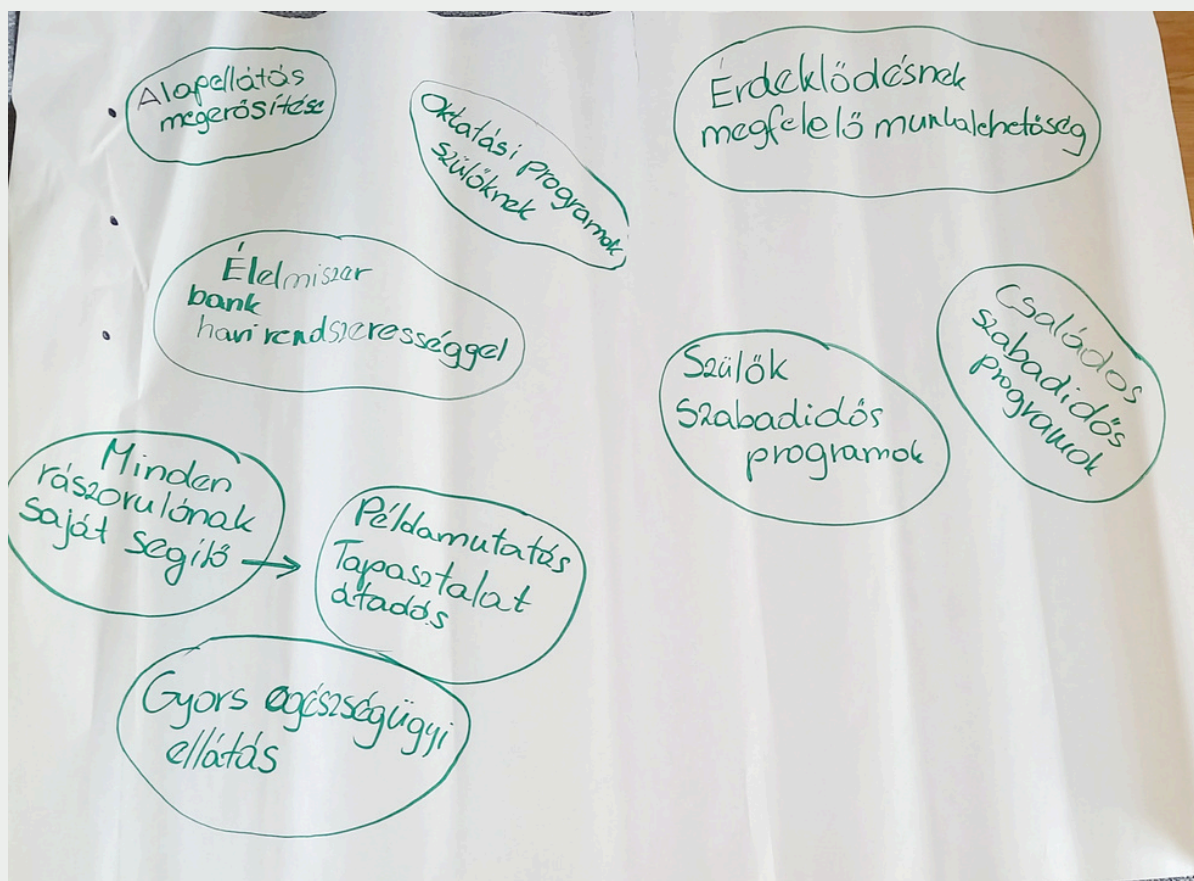 Alapellátás
megerősítése
Oktatási programok
szülőknek
Érdeklődésnek
megfelelő munkalehetőség
Élelmiszer
bank
havi rendszerességgel
Szülők
szabadidős
programok
Családos
szabadidős
programok
Minden
rászorulónak
saját segítő
Példamutatás
Tapasztalat
átadás
Gyors egészségügyi
ellátás